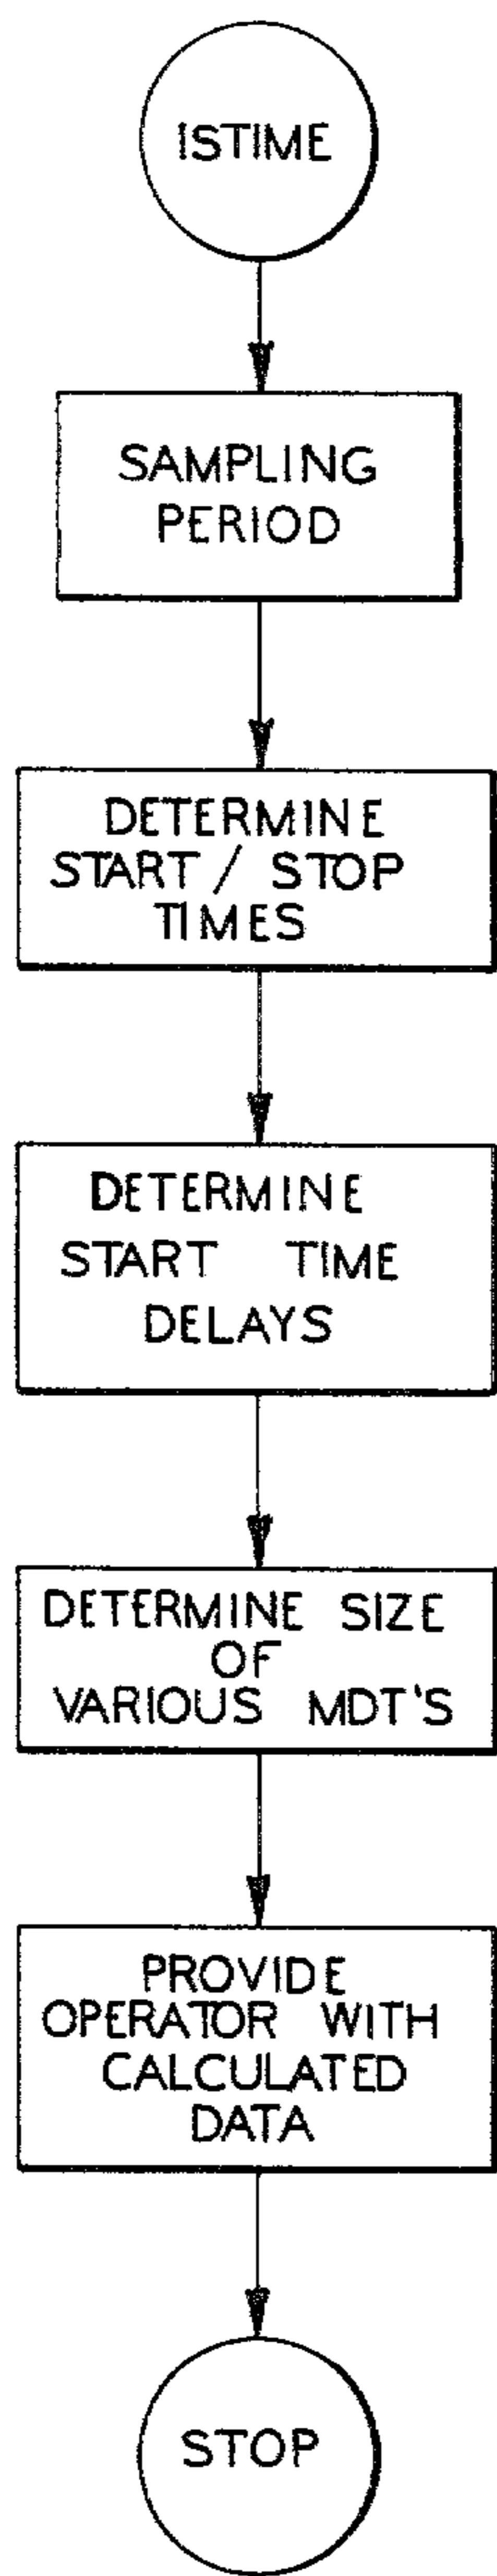 ISTIME
SAMPLING
PERIOD
DETERMINE
START / STOP
TIMES
DETERMINE
START TIME
DELAYS
DETERMINE SIZE
OF
VARIOUS MDT'S
PROVIDE
OPERATOR WITH
CALCULATED
DATA
STOP